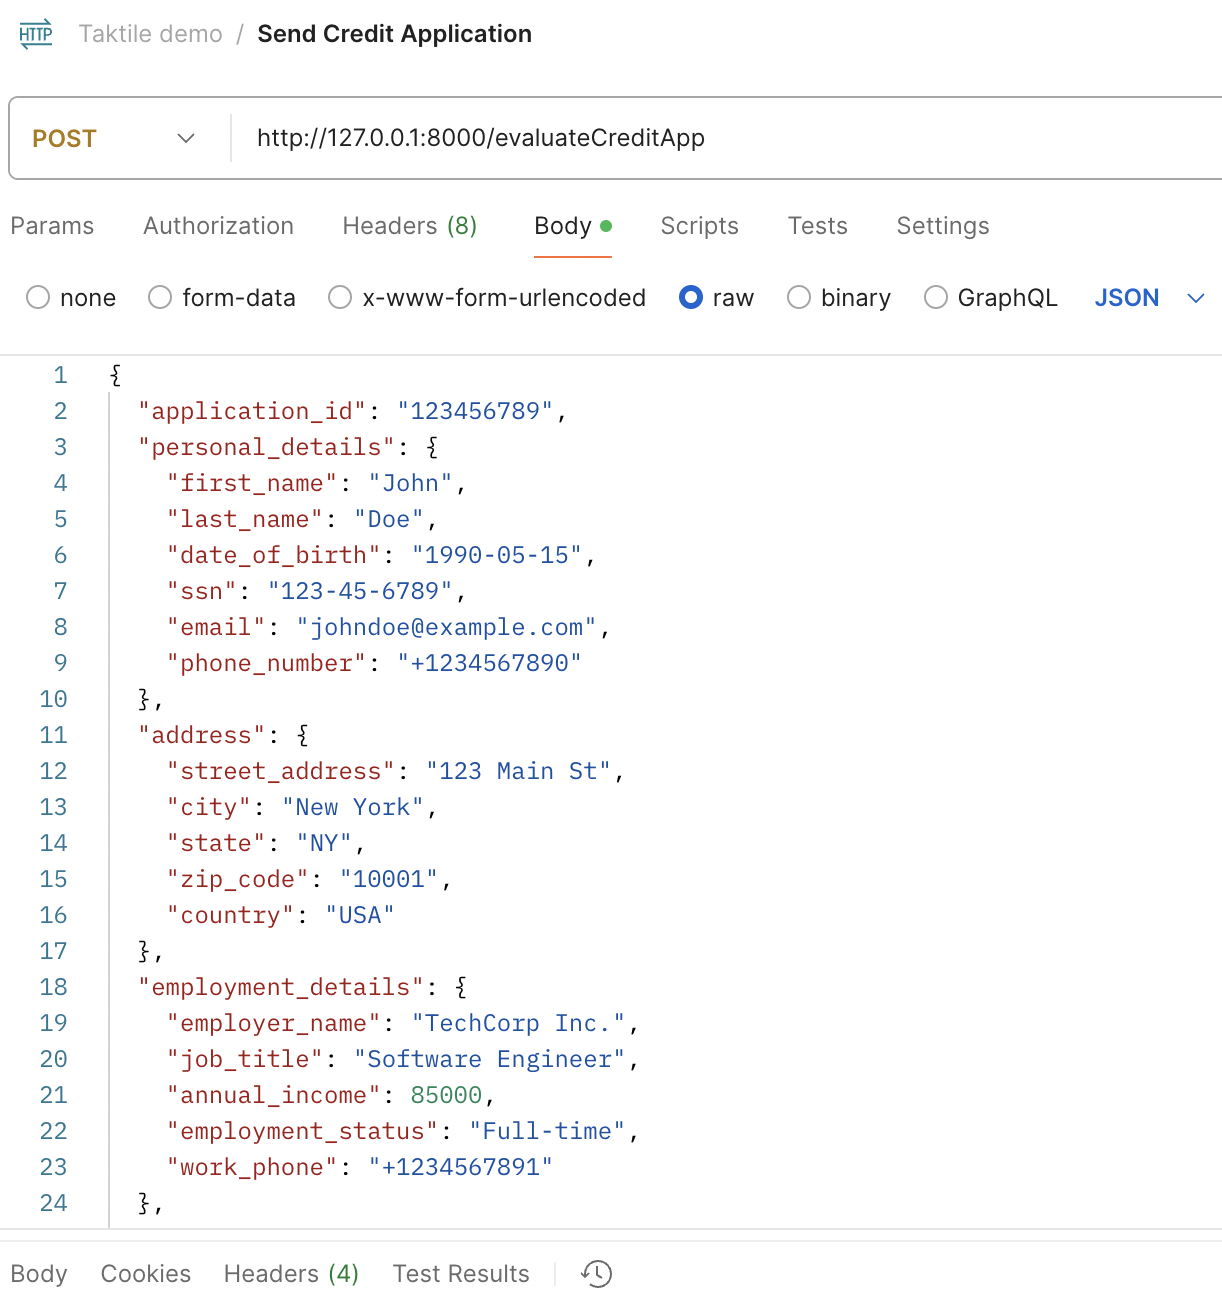 HTTP Taktile demo / Send Credit Application
POST http://127.0.0.1:8000/evaluateCreditApp
Params Authorization Headers (8) Body Scripts Tests Settings
none form-data x-www-form-urlencoded raw binary GraphQL JSON
1 {
2 "application_id": "123456789",
3 "personal_details": {
4 "first_name": "John",
5 "last_name": "Doe",
6 "date_of_birth": "1990-05-15",
7 "ssn": "123-45-6789",
8 "email": "johndoe@example.com",
9 "phone_number": "+1234567890"
10 },
11 "address": {
12 "street_address": "123 Main St",
13 "city": "New York",
14 "state": "NY",
15 "zip_code": "10001",
16 "country": "USA"
17 },
18 "employment_details": {
19 "employer_name": "TechCorp Inc.",
20 "job_title": "Software Engineer",
21 "annual_income": 85000,
22 "employment_status": "Full-time",
23 "work_phone": "+1234567891"
24 },
Body Cookies Headers (4) Test Results